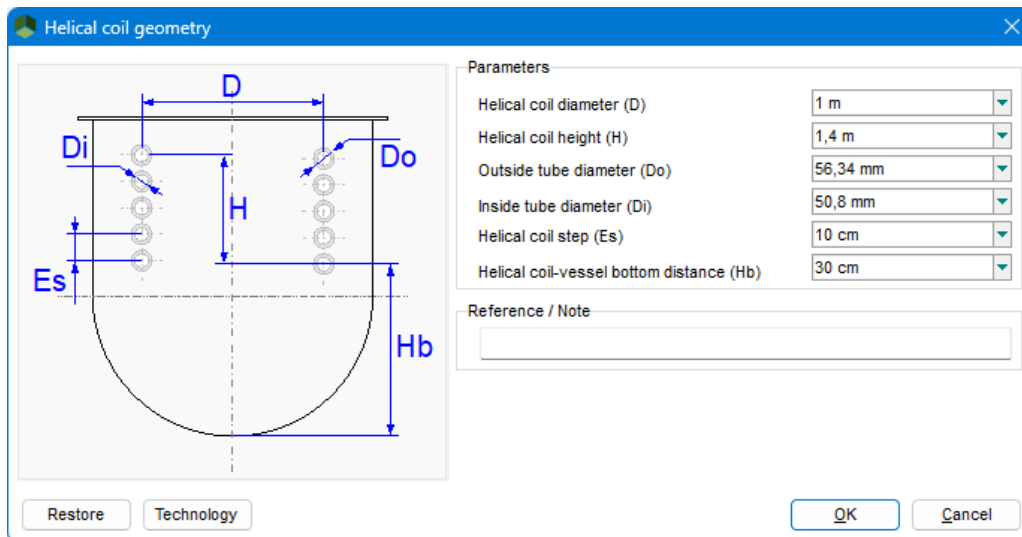 Helical coil geometry
D
Di
Do
H
Es
Hb
Parameters
Helical coil diameter (D) 1 m
Helical coil height (H) 1,4 m
Outside tube diameter (Do) 56,34 mm
Inside tube diameter (Di) 50,8 mm
Helical coil step (Es) 10 cm
Helical coil-vessel bottom distance (Hb) 30 cm
Reference / Note
Restore Technology OK Cancel